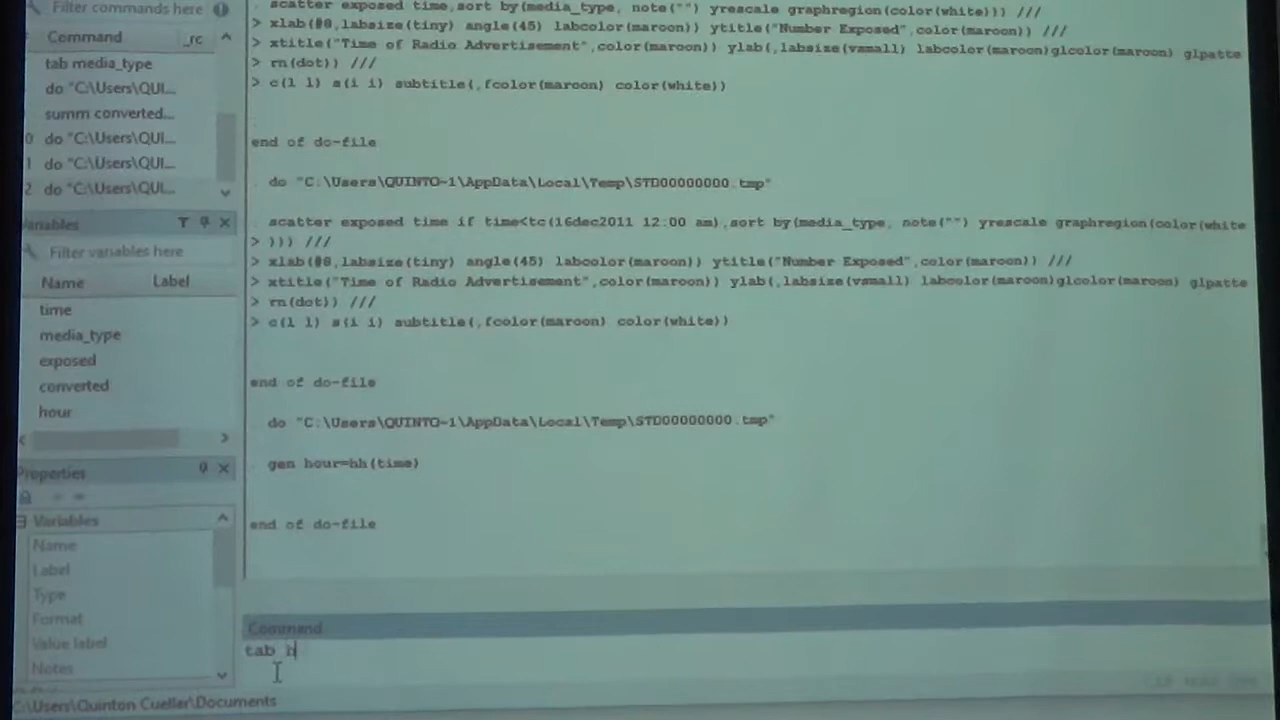 Filter commands here
Command _rc
tab media_type
do "C:\Users\QUI...
summ converted...
0 do "C:\Users\QUI...
1 do "C:\Users\QUI...
2 do "C:\Users\QUI...
Variables
Filter variables here
Name Label
time
media_type
exposed
converted
hour
Properties
Variables
Name
Label
Type
Format
Value label
Notes
scatter exposed time,sort by(media_type, note("") yrescale graphregion(color(white))) ///
> xlab(#8,labsize(tiny) angle(45) labcolor(maroon)) ytitle("Number Exposed",color(maroon)) ///
> xtitle("Time of Radio Advertisement",color(maroon)) ylab(,labsize(vsmall) labcolor(maroon)glcolor(maroon) glpatte
> rn(dot)) ///
> c(l l) s(i i) subtitle(,fcolor(maroon) color(white))
end of do-file
. do "C:\Users\QUINTO~1\AppData\Local\Temp\STD00000000.tmp"
. scatter exposed time if time<tc(16dec2011 12:00 am),sort by(media_type, note("") yrescale graphregion(color(white
> ))) ///
> xlab(#8,labsize(tiny) angle(45) labcolor(maroon)) ytitle("Number Exposed",color(maroon)) ///
> xtitle("Time of Radio Advertisement",color(maroon)) ylab(,labsize(vsmall) labcolor(maroon)glcolor(maroon) glpatte
> rn(dot)) ///
> c(l l) s(i i) subtitle(,fcolor(maroon) color(white))
end of do-file
. do "C:\Users\QUINTO~1\AppData\Local\Temp\STD00000000.tmp"
. gen hour=hh(time)
end of do-file
Command
tab h
C:\Users\Quinton Cueller\Documents